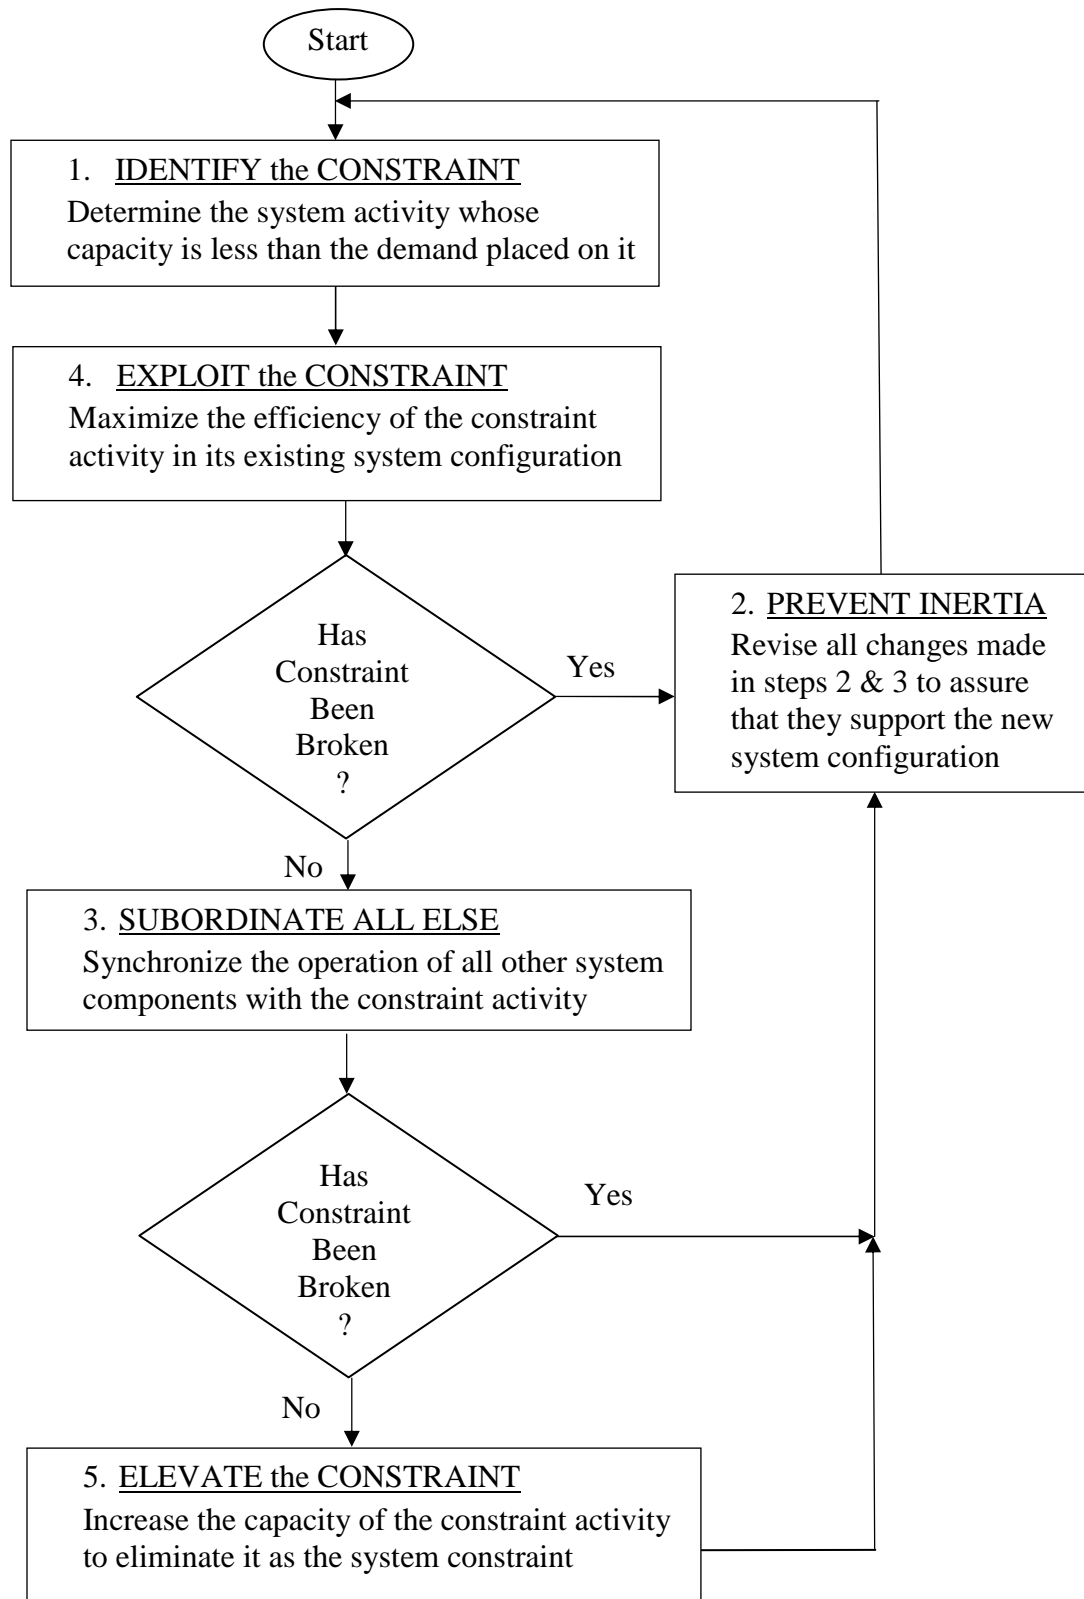 Start
1. IDENTIFY the CONSTRAINT
Determine the system activity whose
capacity is less than the demand placed on it
4. EXPLOIT the CONSTRAINT
Maximize the efficiency of the constraint
activity in its existing system configuration
Has
Constraint
Been
Broken
?
Yes
2. PREVENT INERTIA
Revise all changes made
in steps 2 & 3 to assure
that they support the new
system configuration
No
3. SUBORDINATE ALL ELSE
Synchronize the operation of all other system
components with the constraint activity
Has
Constraint
Been
Broken
?
Yes
No
5. ELEVATE the CONSTRAINT
Increase the capacity of the constraint activity
to eliminate it as the system constraint